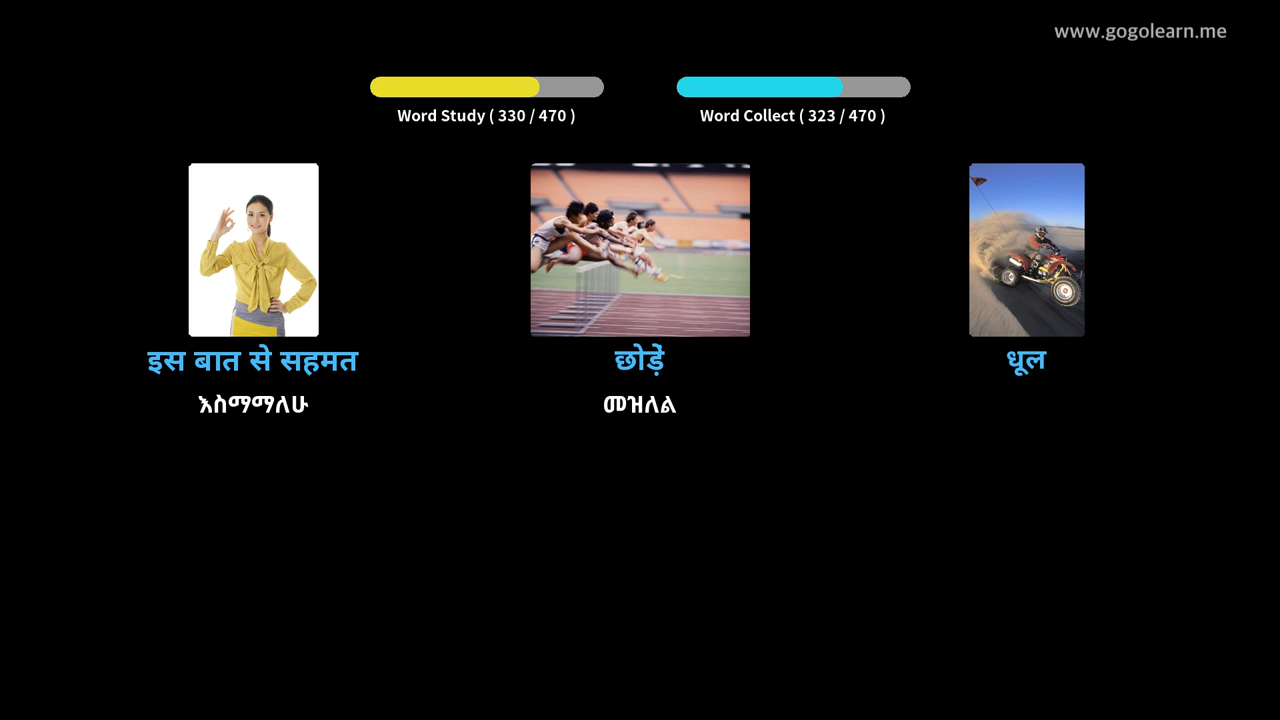 www.gogolearn.me
Word Study ( 330 / 470 )
Word Collect ( 323 / 470 )
इस बात से सहमत
छोड़ें
धूल
እስማማለሁ
መዝለል